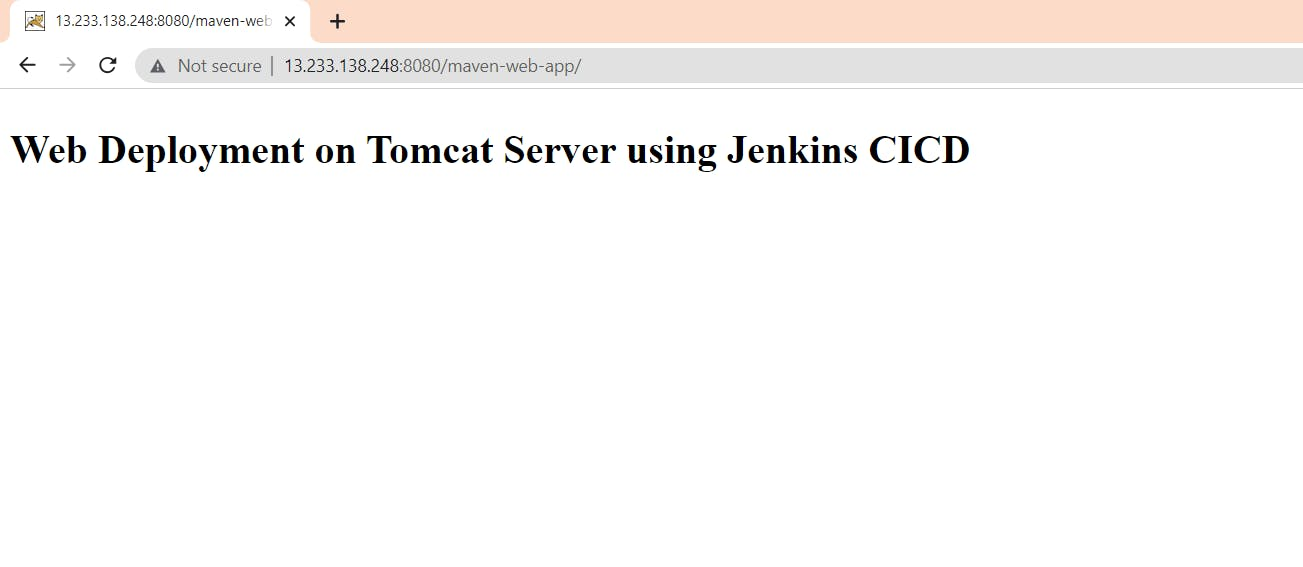 13.233.138.248:8080/maven-web
Not secure | 13.233.138.248:8080/maven-web-app/
Web Deployment on Tomcat Server using Jenkins CICD